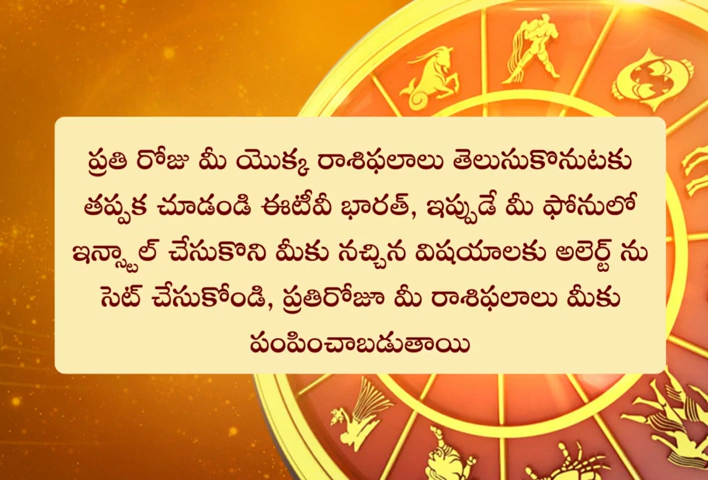 ప్రతి రోజు మీ యొక్క రాశిఫలాలు తెలుసుకొనుటకు
తప్పక చూడండి ఈటీవీ భారత్, ఇప్పుడే మీ ఫోనులో
ఇన్స్టాల్ చేసుకొని మీకు నచ్చిన విషయాలకు అలెర్ట్ ను
సెట్ చేసుకోండి, ప్రతిరోజూ మీ రాశిఫలాలు మీకు
పంపించాబడుతాయి